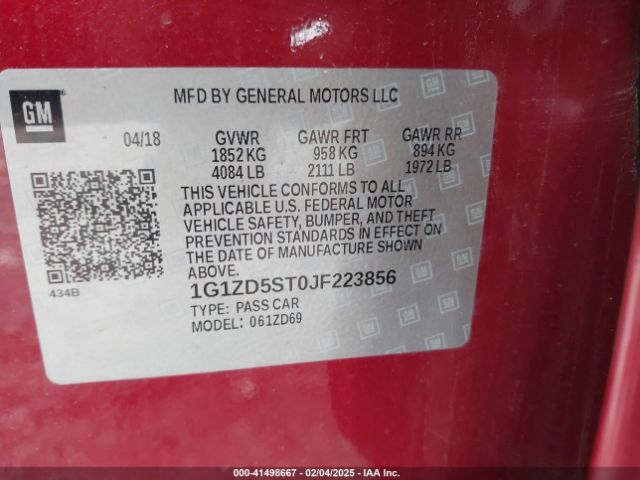 GM
MFD BY GENERAL MOTORS LLC
04/18 GVWR GAWR FRT GAWR RR
1852 KG 958 KG 894 KG
4084 LB 2111 LB 1972 LB
THIS VEHICLE CONFORMS TO ALL
APPLICABLE U.S. FEDERAL MOTOR
VEHICLE SAFETY, BUMPER, AND THEFT
PREVENTION STANDARDS IN EFFECT ON
THE DATE OF MANUFACTURE SHOWN
ABOVE.
434B
1G1ZD5ST0JF223856
TYPE: PASS CAR
MODEL: 061ZD69
000-41498667 - 02/04/2025 - IAA Inc.